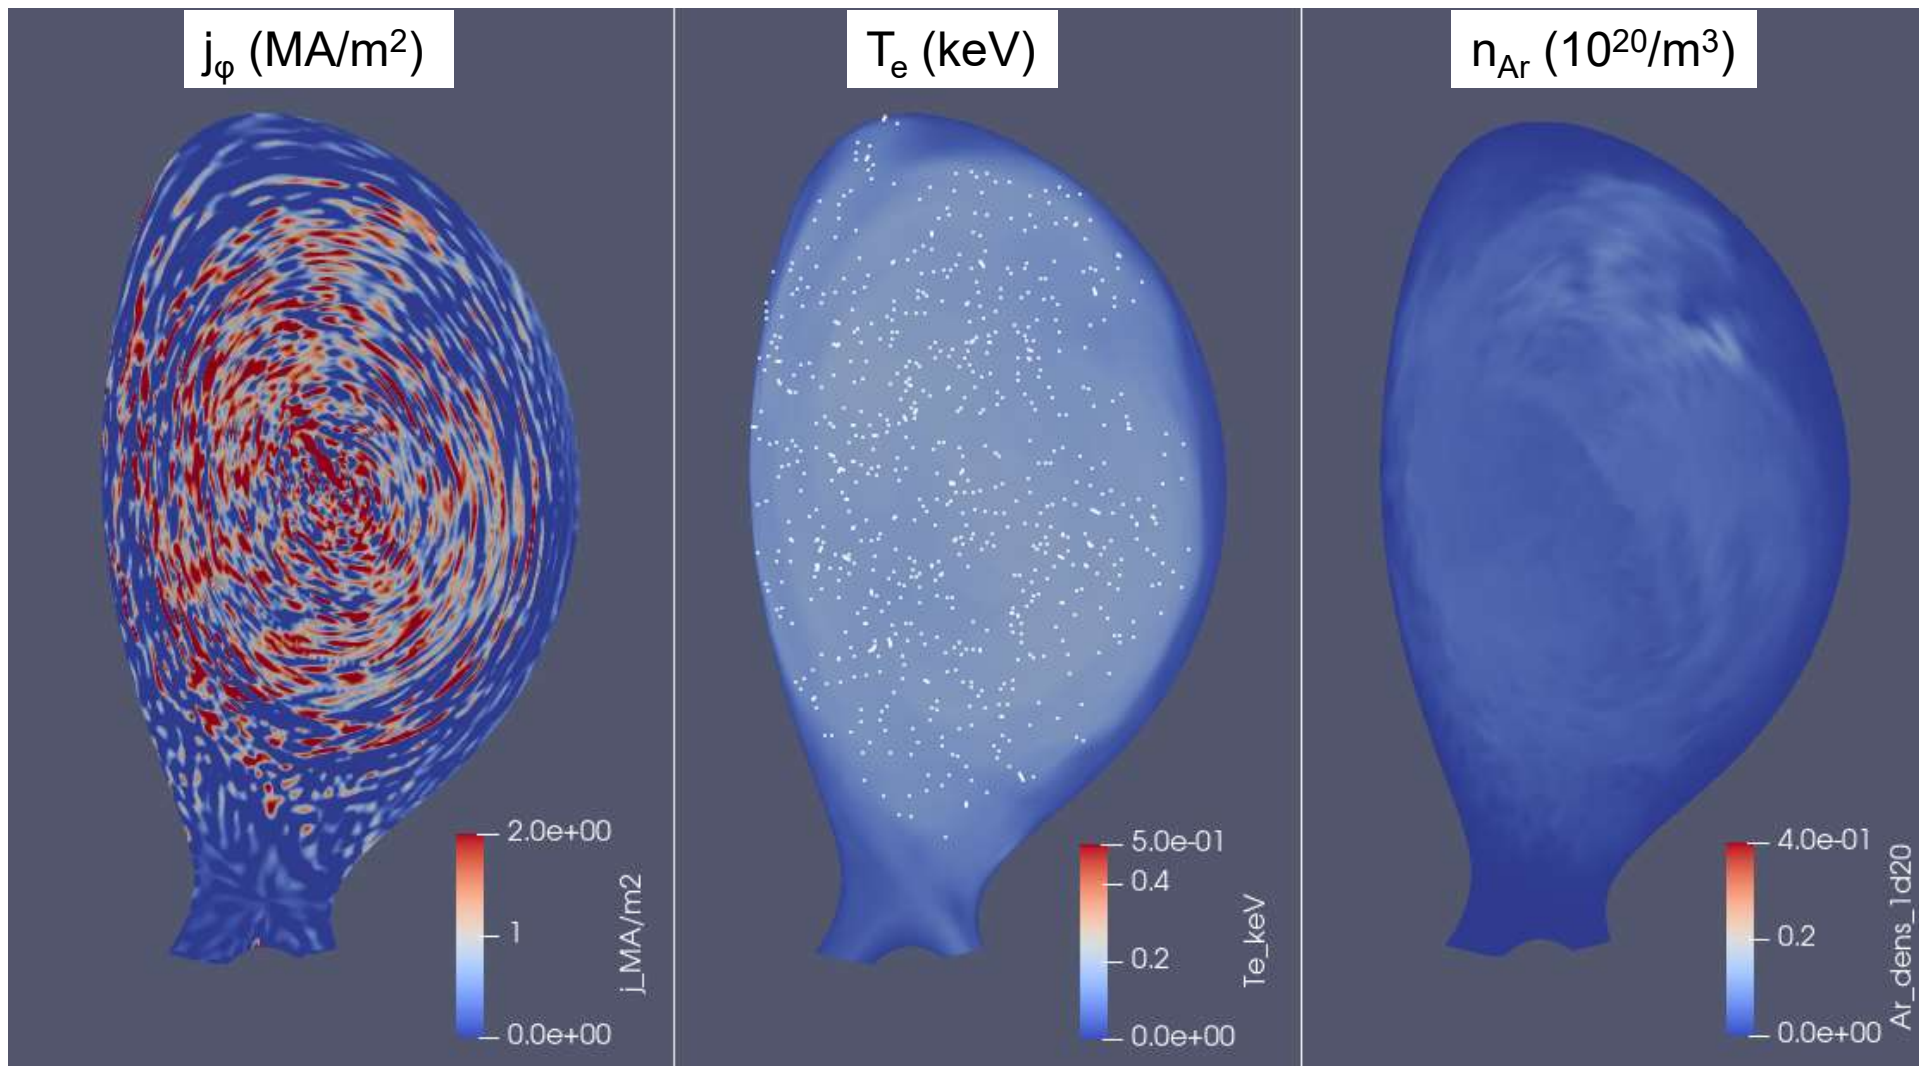 jφ (MA/m²)
Te (keV)
nAr (10²⁰/m³)
2.0e+00
1
0.0e+00
j_MA/m2
5.0e-01
0.4
0.2
0.0e+00
Te_keV
4.0e-01
0.2
0.0e+00
Ar_dens_1d20